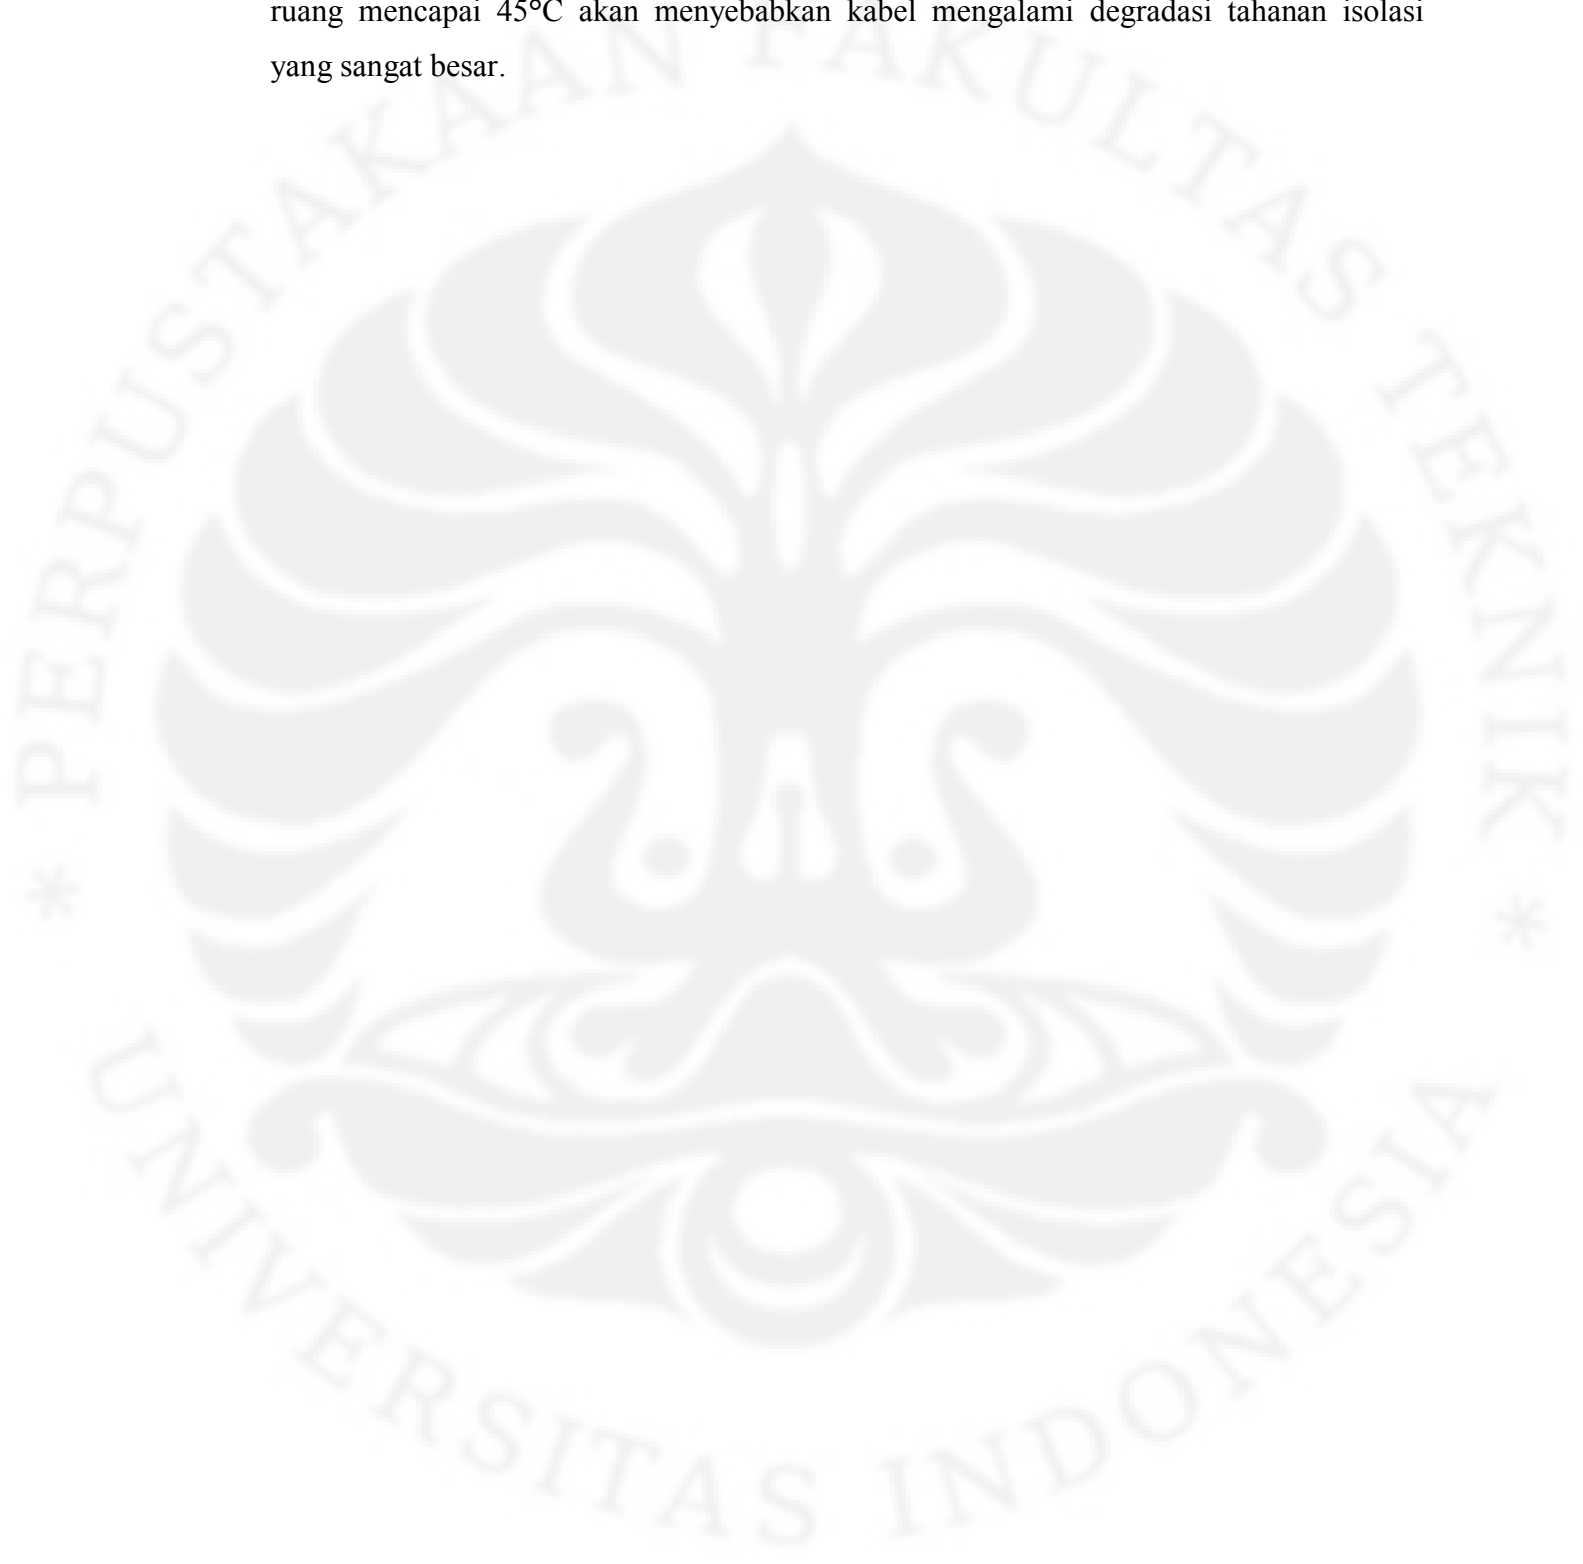 ruang mencapai 45°C akan menyebabkan kabel mengalami degradasi tahanan isolasi
yang sangat besar.
PERPUSTAKAAN FAKULTAS TEKNIK
* UNIVERSITAS INDONESIA *